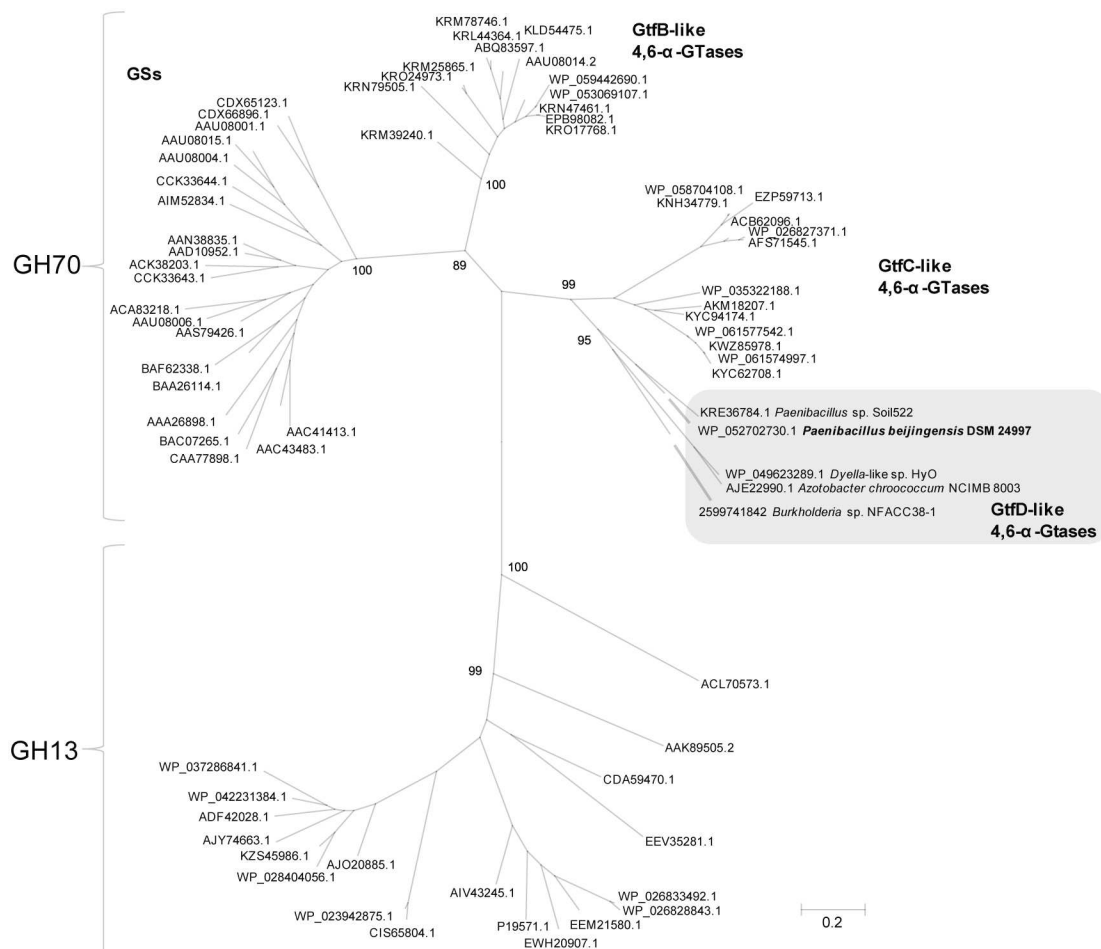 KRM78746.1
KRL44364.1
KLD54475.1
ABQ83597.1
GtfB-like
4,6-α-GTases
KRM25865.1
AAU08014.2
KRO24973.1
WP_059442690.1
KRN79505.1
WP_053069107.1
KRN47461.1
EPB98082.1
KRO17768.1
KRM39240.1
100
GSs
CDX65123.1
CDX66896.1
AAU08001.1
AAU08015.1
AAU08004.1
CCK33644.1
AIM52834.1
AAN38835.1
AAD10952.1
ACK38203.1
CCK33643.1
ACA83218.1
AAU08006.1
AAS79426.1
BAF62338.1
BAA26114.1
AAA26898.1
BAC07265.1
CAA77898.1
AAC43483.1
AAC41413.1
100
89
GH70
WP_058704108.1
KNH34779.1
EZP59713.1
ACB62096.1
WP_026827371.1
AFS71545.1
99
GtfC-like
4,6-α-GTases
WP_035322188.1
AKM18207.1
KYC94174.1
WP_061577542.1
KWZ85978.1
WP_061574997.1
KYC62708.1
95
KRE36784.1 Paenibacillus sp. Soil522
WP_052702730.1 Paenibacillus beijingensis DSM 24997
WP_049623289.1 Dyella-like sp. HyO
AJE22990.1 Azotobacter chroococcum NCIMB 8003
2599741842 Burkholderia sp. NFACC38-1
GtfD-like
4,6-α-Gtases
100
99
GH13
ACL70573.1
AAK89505.2
CDA59470.1
EEV35281.1
WP_037286841.1
WP_042231384.1
ADF42028.1
AJY74663.1
KZS45986.1
WP_028404056.1
AJO20885.1
WP_023942875.1
CIS65804.1
AIV43245.1
P19571.1
EWH20907.1
EEM21580.1
WP_026833492.1
WP_026828843.1
0.2